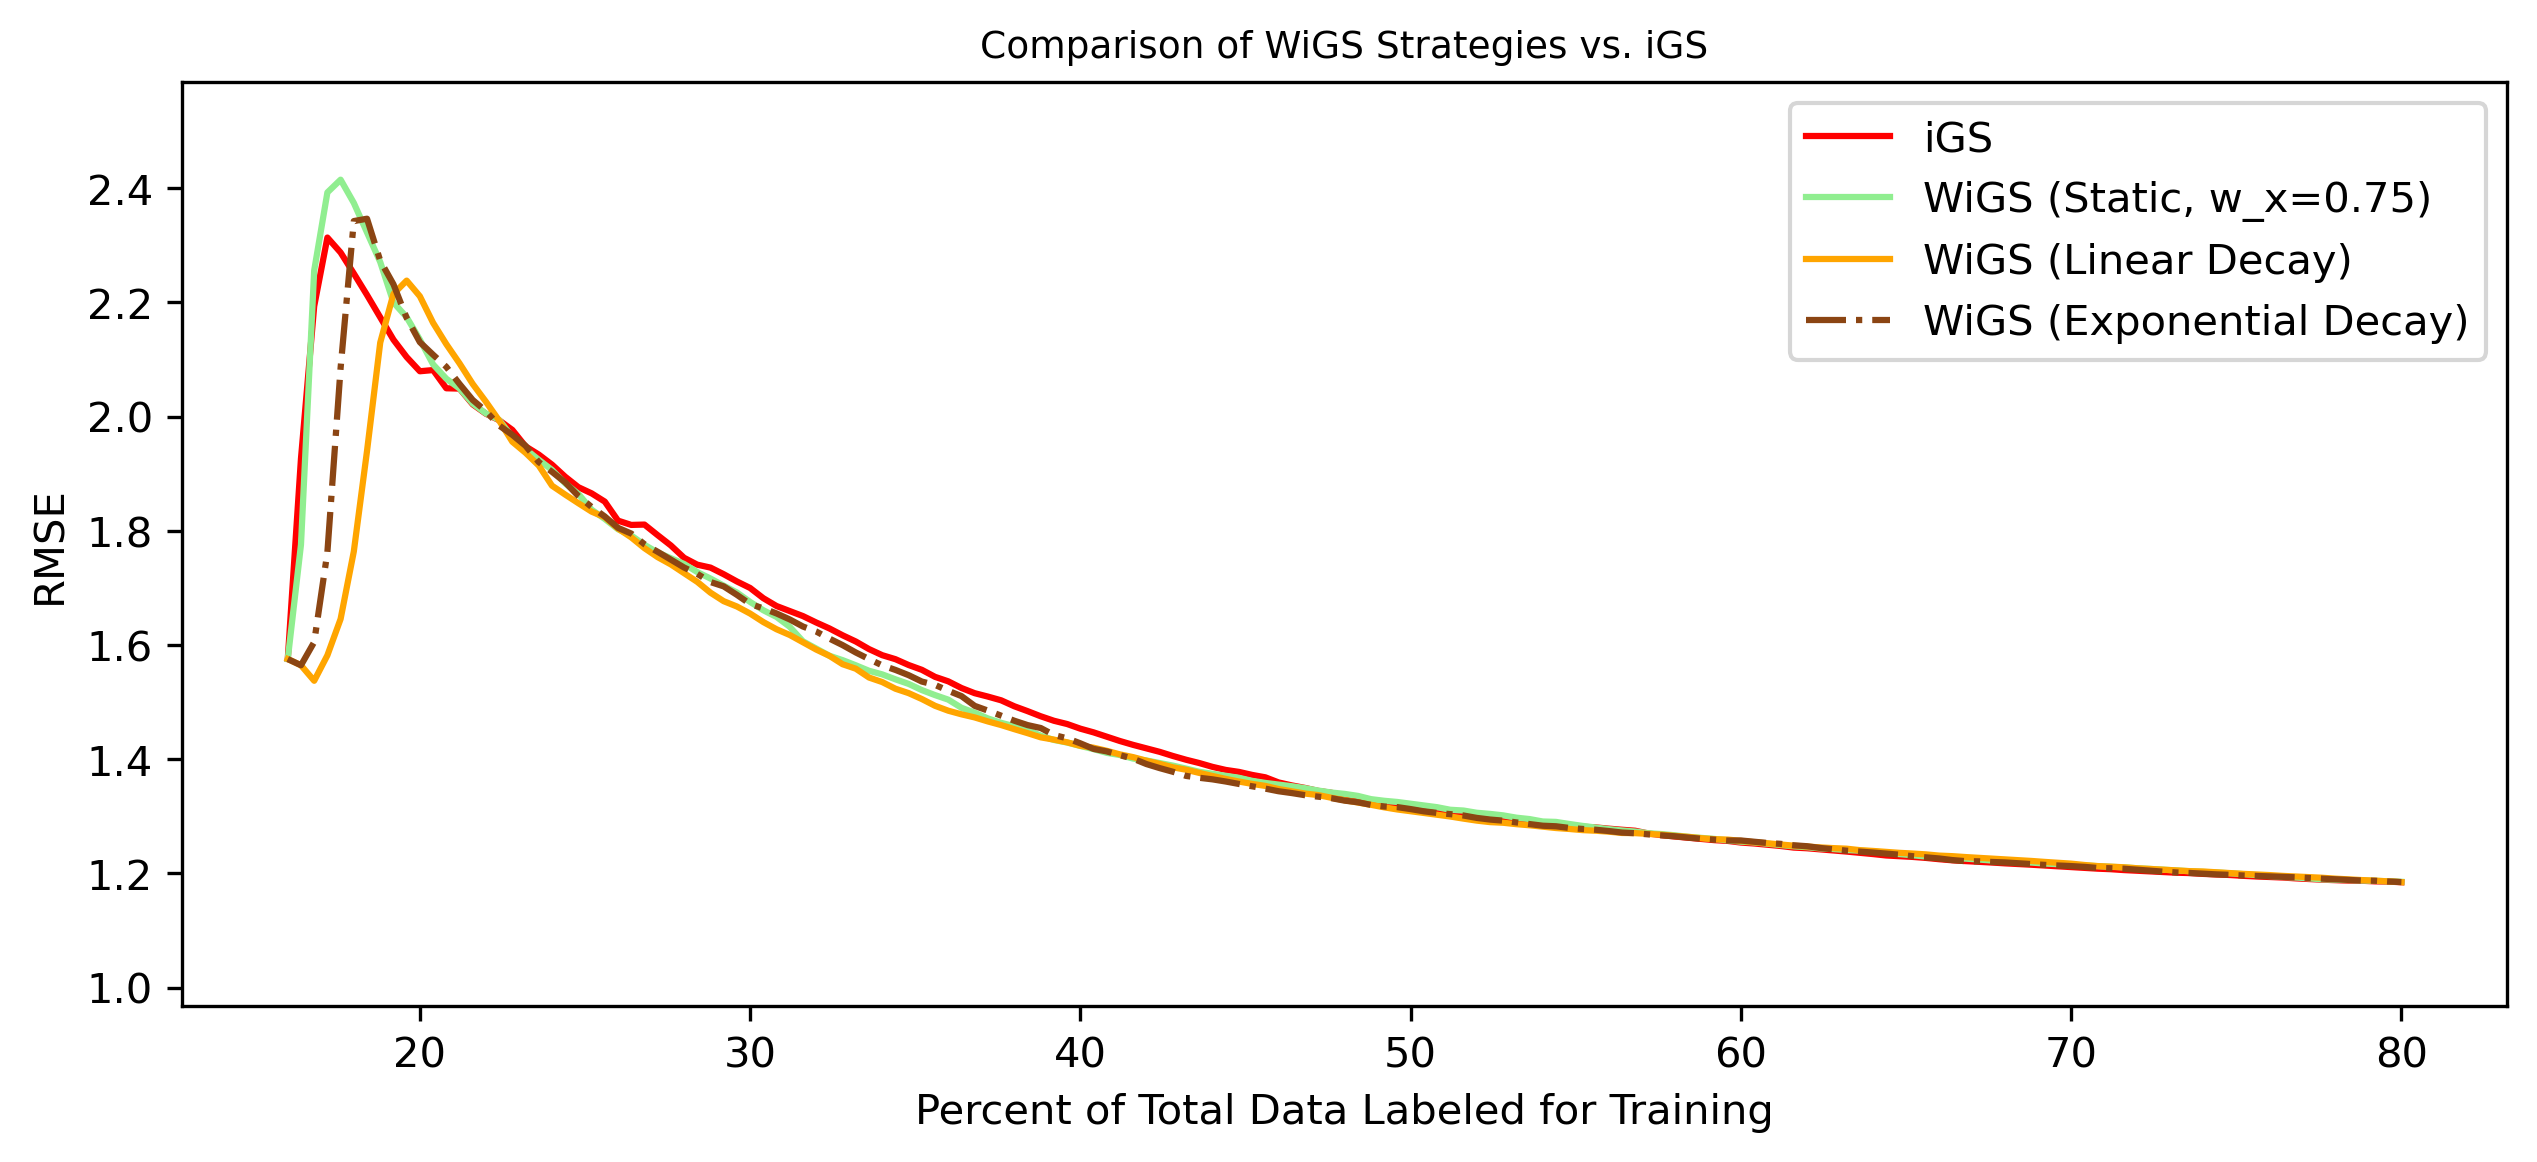 Comparison of WiGS Strategies vs. iGS
iGS
WiGS (Static, w_x=0.75)
WiGS (Linear Decay)
WiGS (Exponential Decay)
RMSE
2.4
2.2
2.0
1.8
1.6
1.4
1.2
1.0
20 30 40 50 60 70 80
Percent of Total Data Labeled for Training